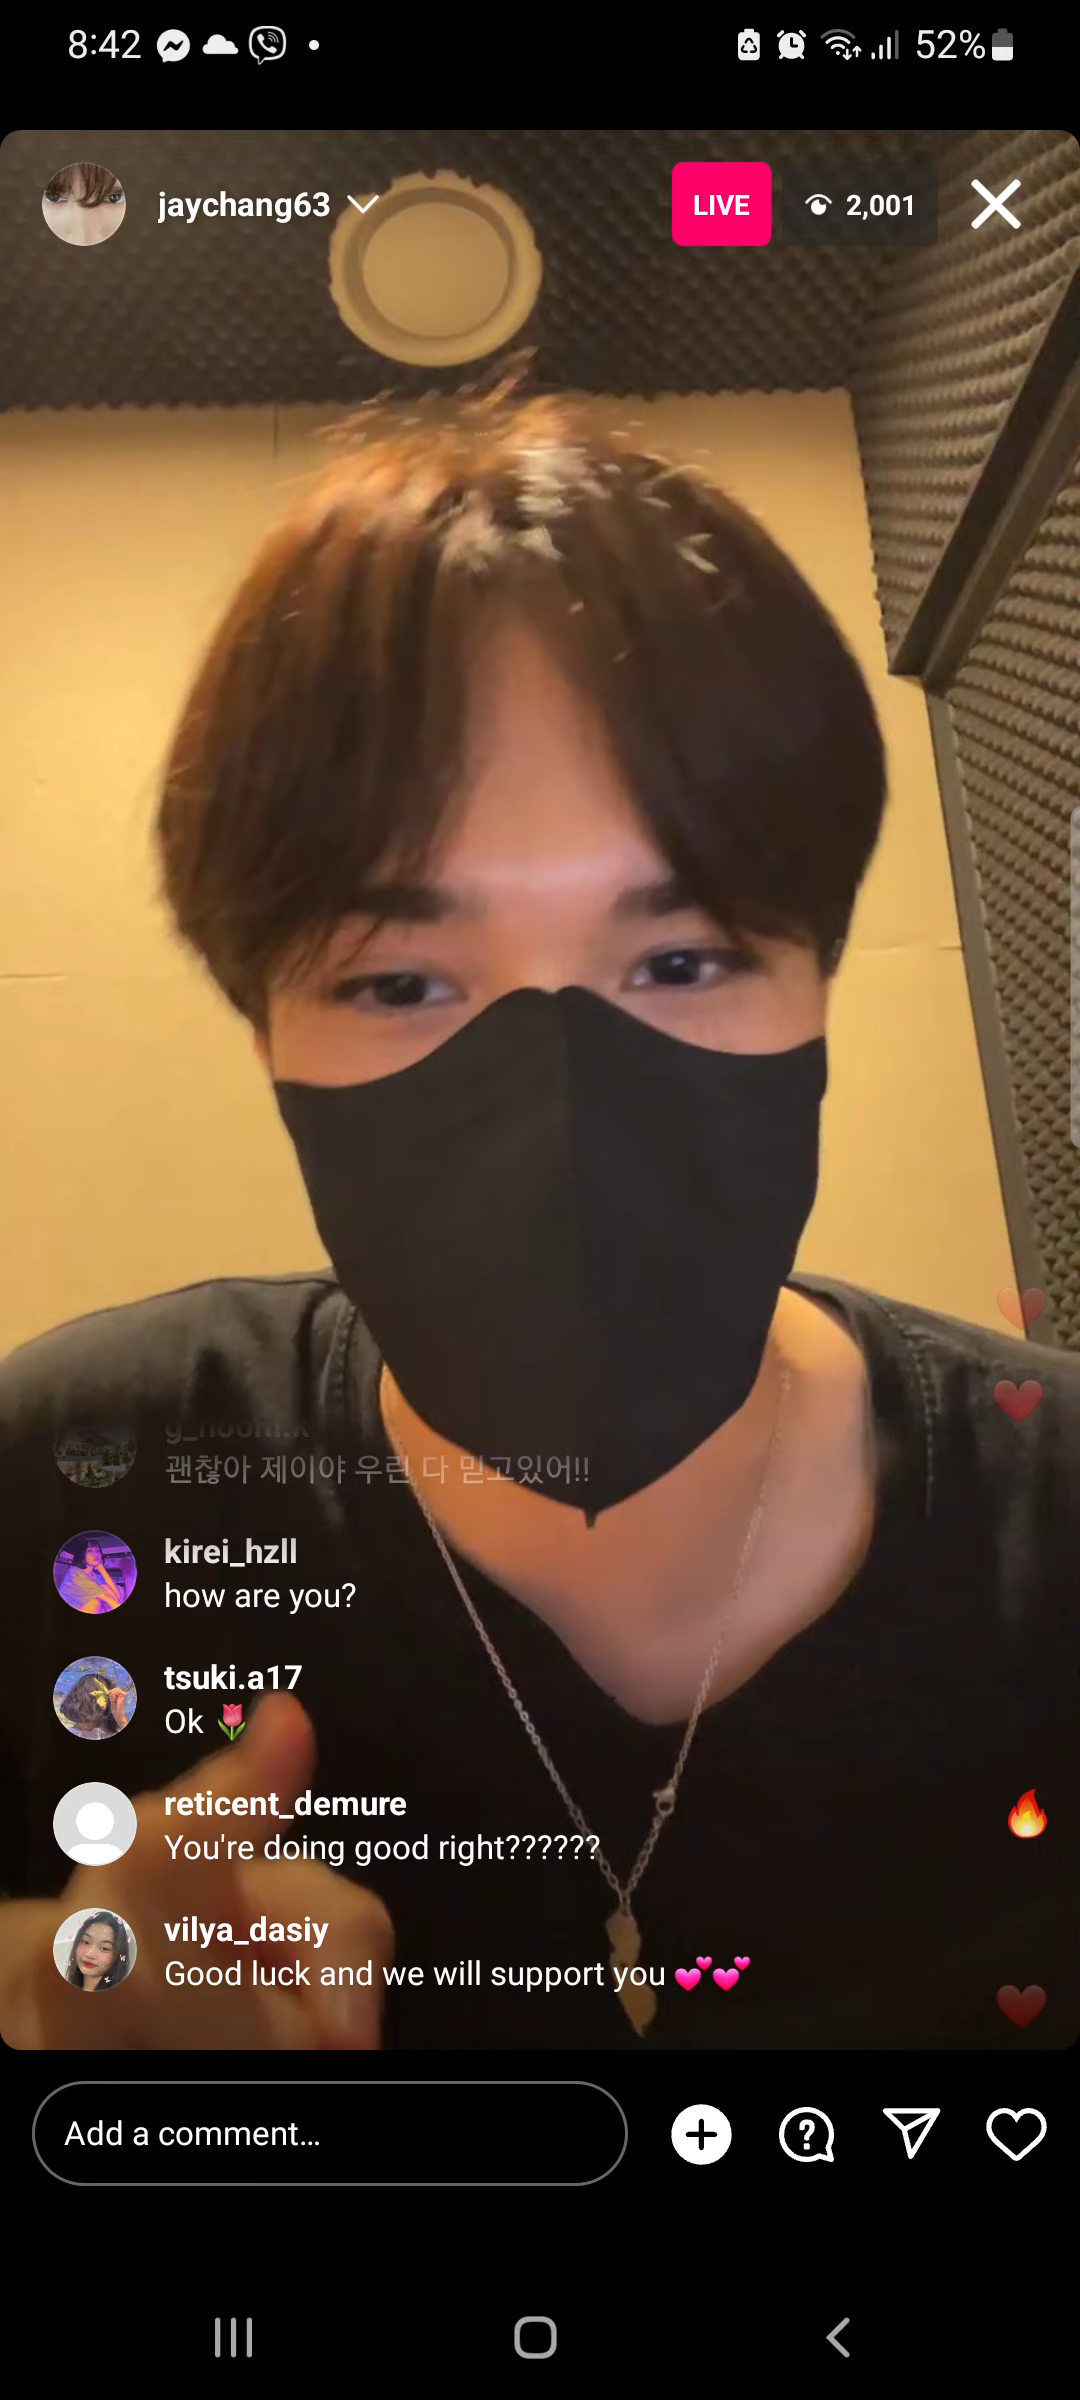 8:42
52%
jaychang63
LIVE
2,001
괜찮아 제이야 우린 다 믿고있어!!
kirei_hzll
how are you?
tsuki.a17
Ok 🌷
reticent_demure
You're doing good right??????
vilya_dasiy
Good luck and we will support you 💕💕
Add a comment…